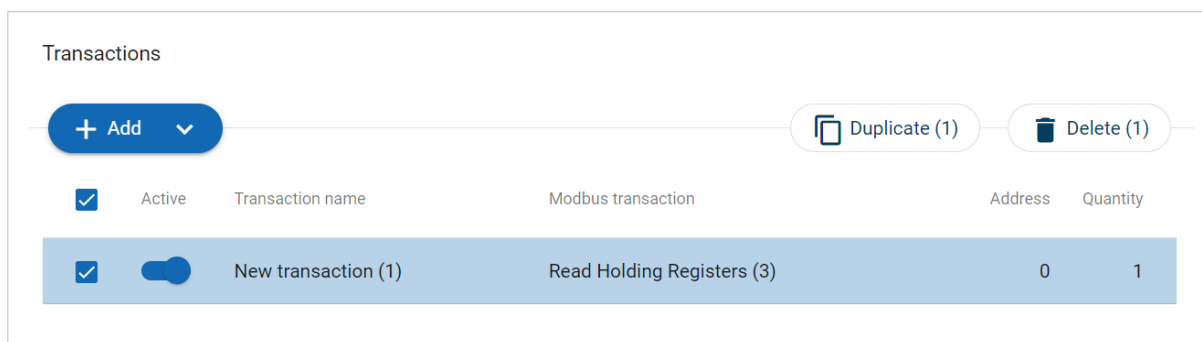 Transactions
Add Duplicate (1) Delete (1)
Active Transaction name Modbus transaction Address Quantity
New transaction (1) Read Holding Registers (3) 0 1